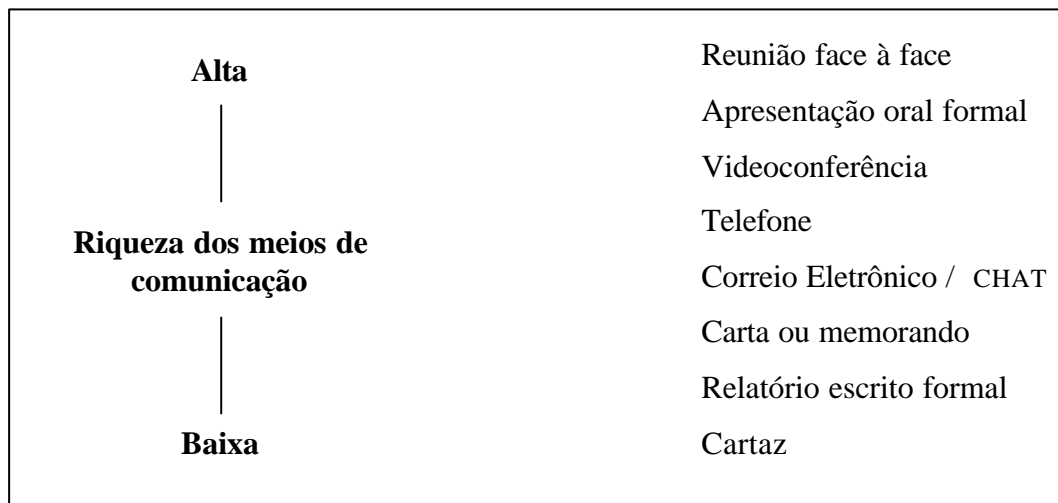 Alta
Riqueza dos meios de
comunicação
Baixa
Reunião face à face
Apresentação oral formal
Videoconferência
Telefone
Correio Eletrônico / CHAT
Carta ou memorando
Relatório escrito formal
Cartaz